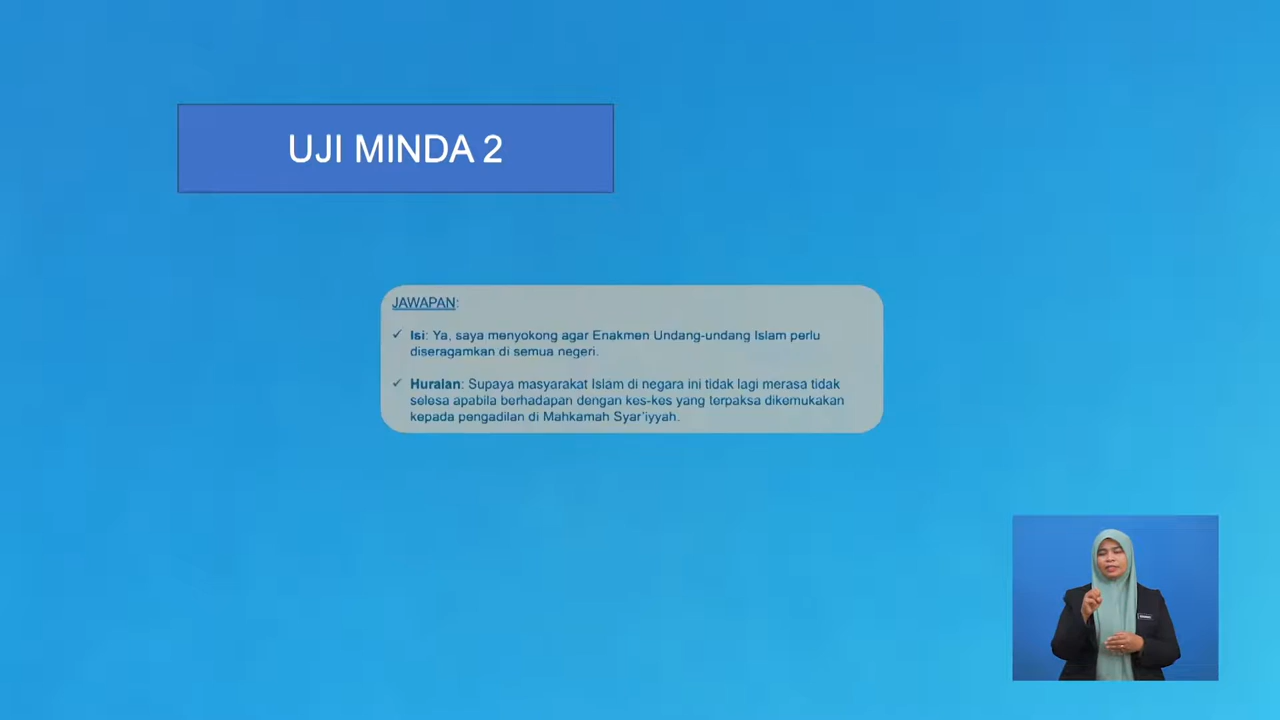 UJI MINDA 2
JAWAPAN:
✓ Isi: Ya, saya menyokong agar Enakmen Undang-undang Islam perlu
diseragamkan di semua negeri.
✓ Huraian: Supaya masyarakat Islam di negara ini tidak lagi merasa tidak
selesa apabila berhadapan dengan kes-kes yang terpaksa dikemukakan
kepada pengadilan di Mahkamah Syar'iyyah.